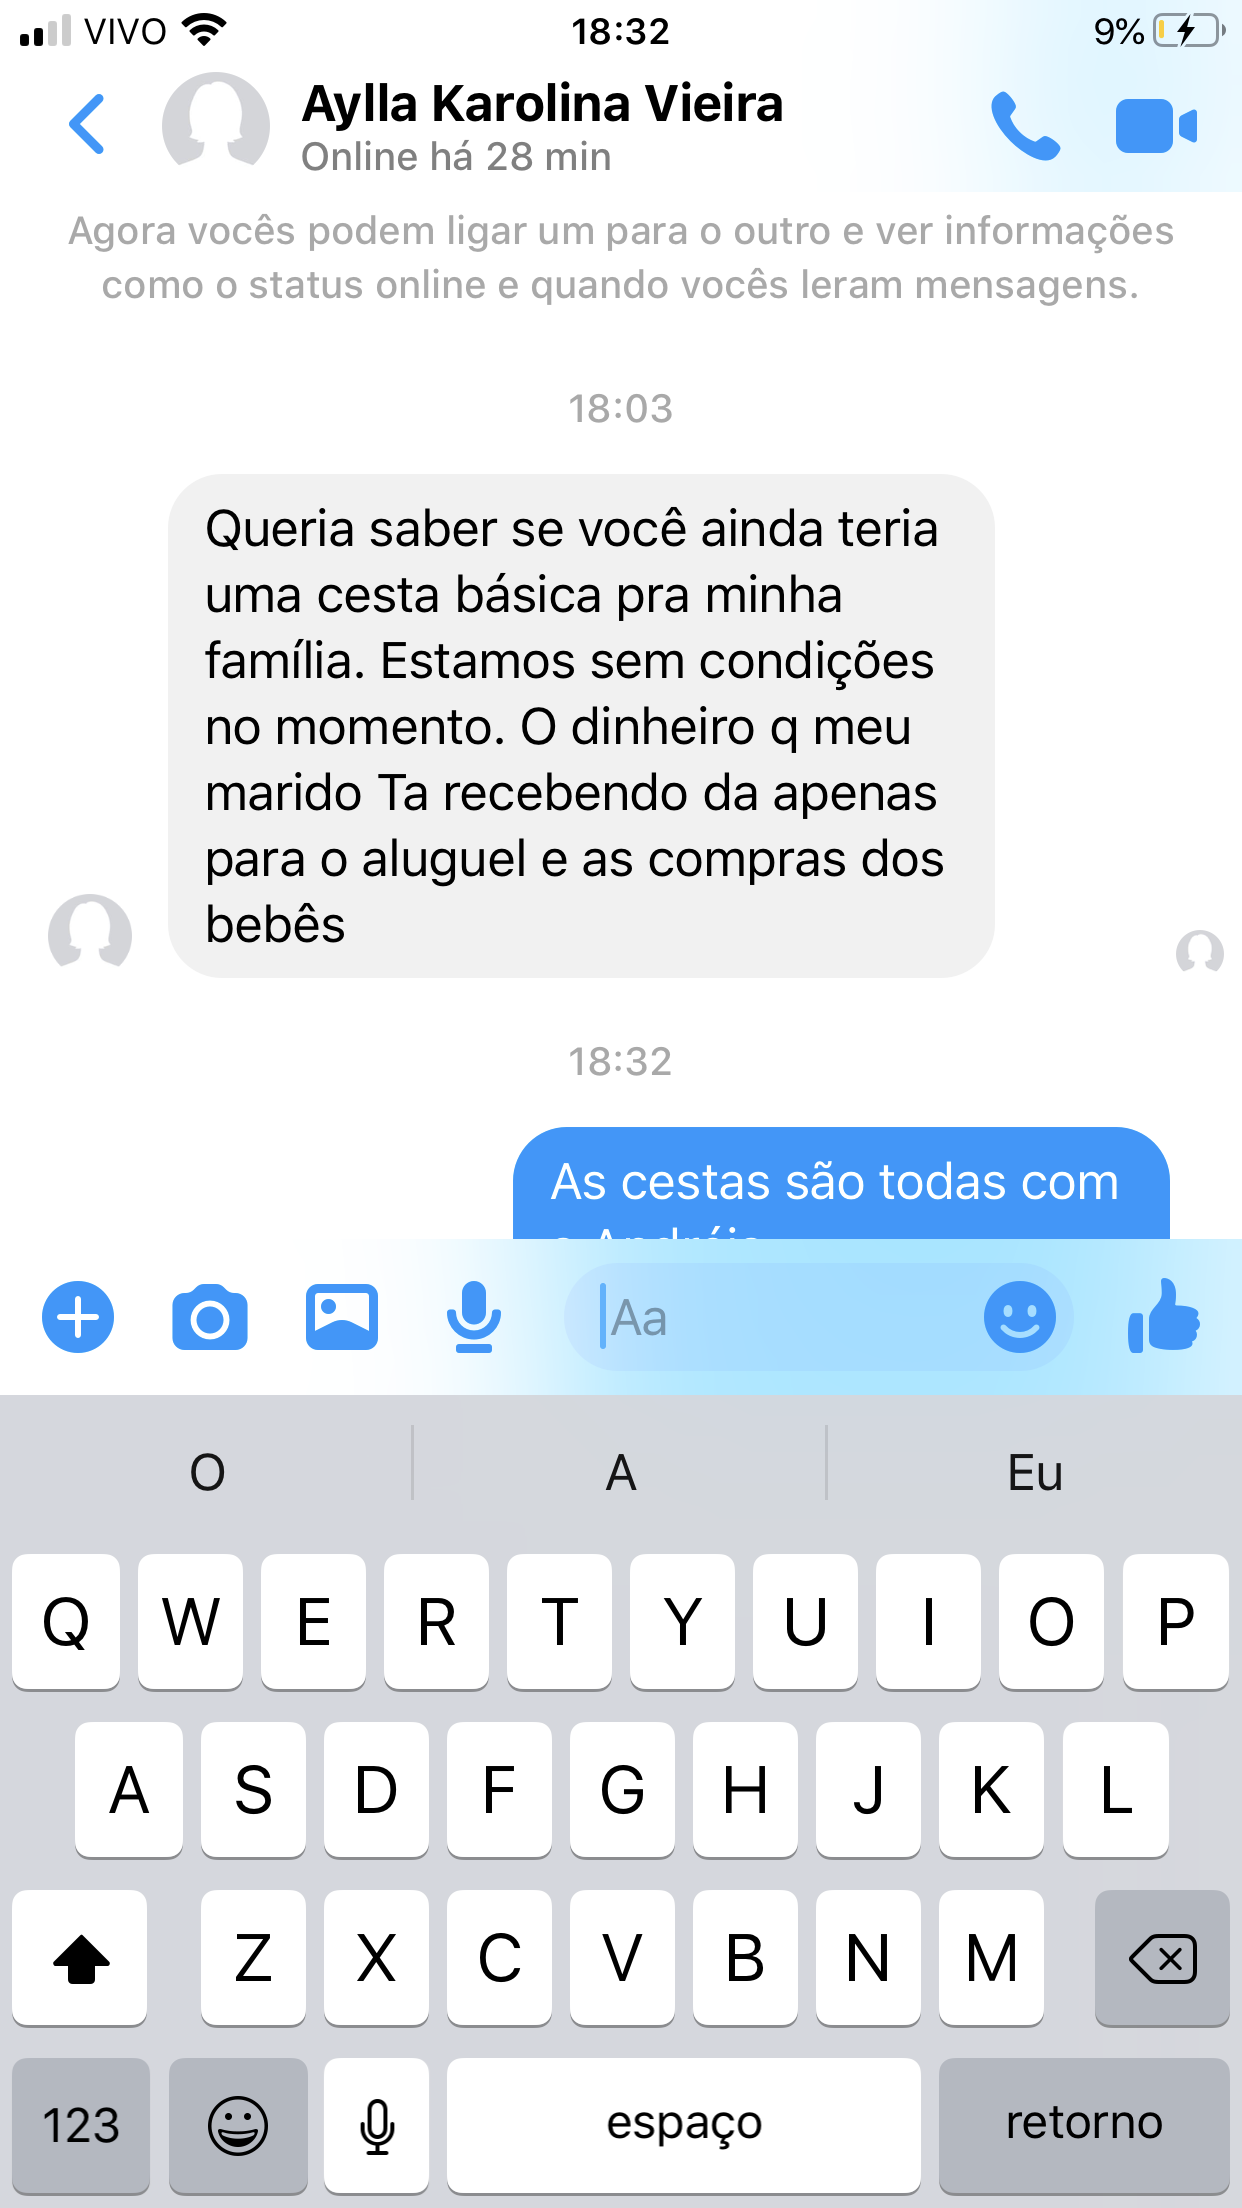 VIVO
18:32
9%
Aylla Karolina Vieira
Online há 28 min
Agora vocês podem ligar um para o outro e ver informações
como o status online e quando vocês leram mensagens.
18:03
Queria saber se você ainda teria
uma cesta básica pra minha
família. Estamos sem condições
no momento. O dinheiro q meu
marido Ta recebendo da apenas
para o aluguel e as compras dos
bebês
18:32
As cestas são todas com
Aa
O A Eu
Q W E R T Y U I O P
A S D F G H J K L
Z X C V B N M
123 espaço retorno